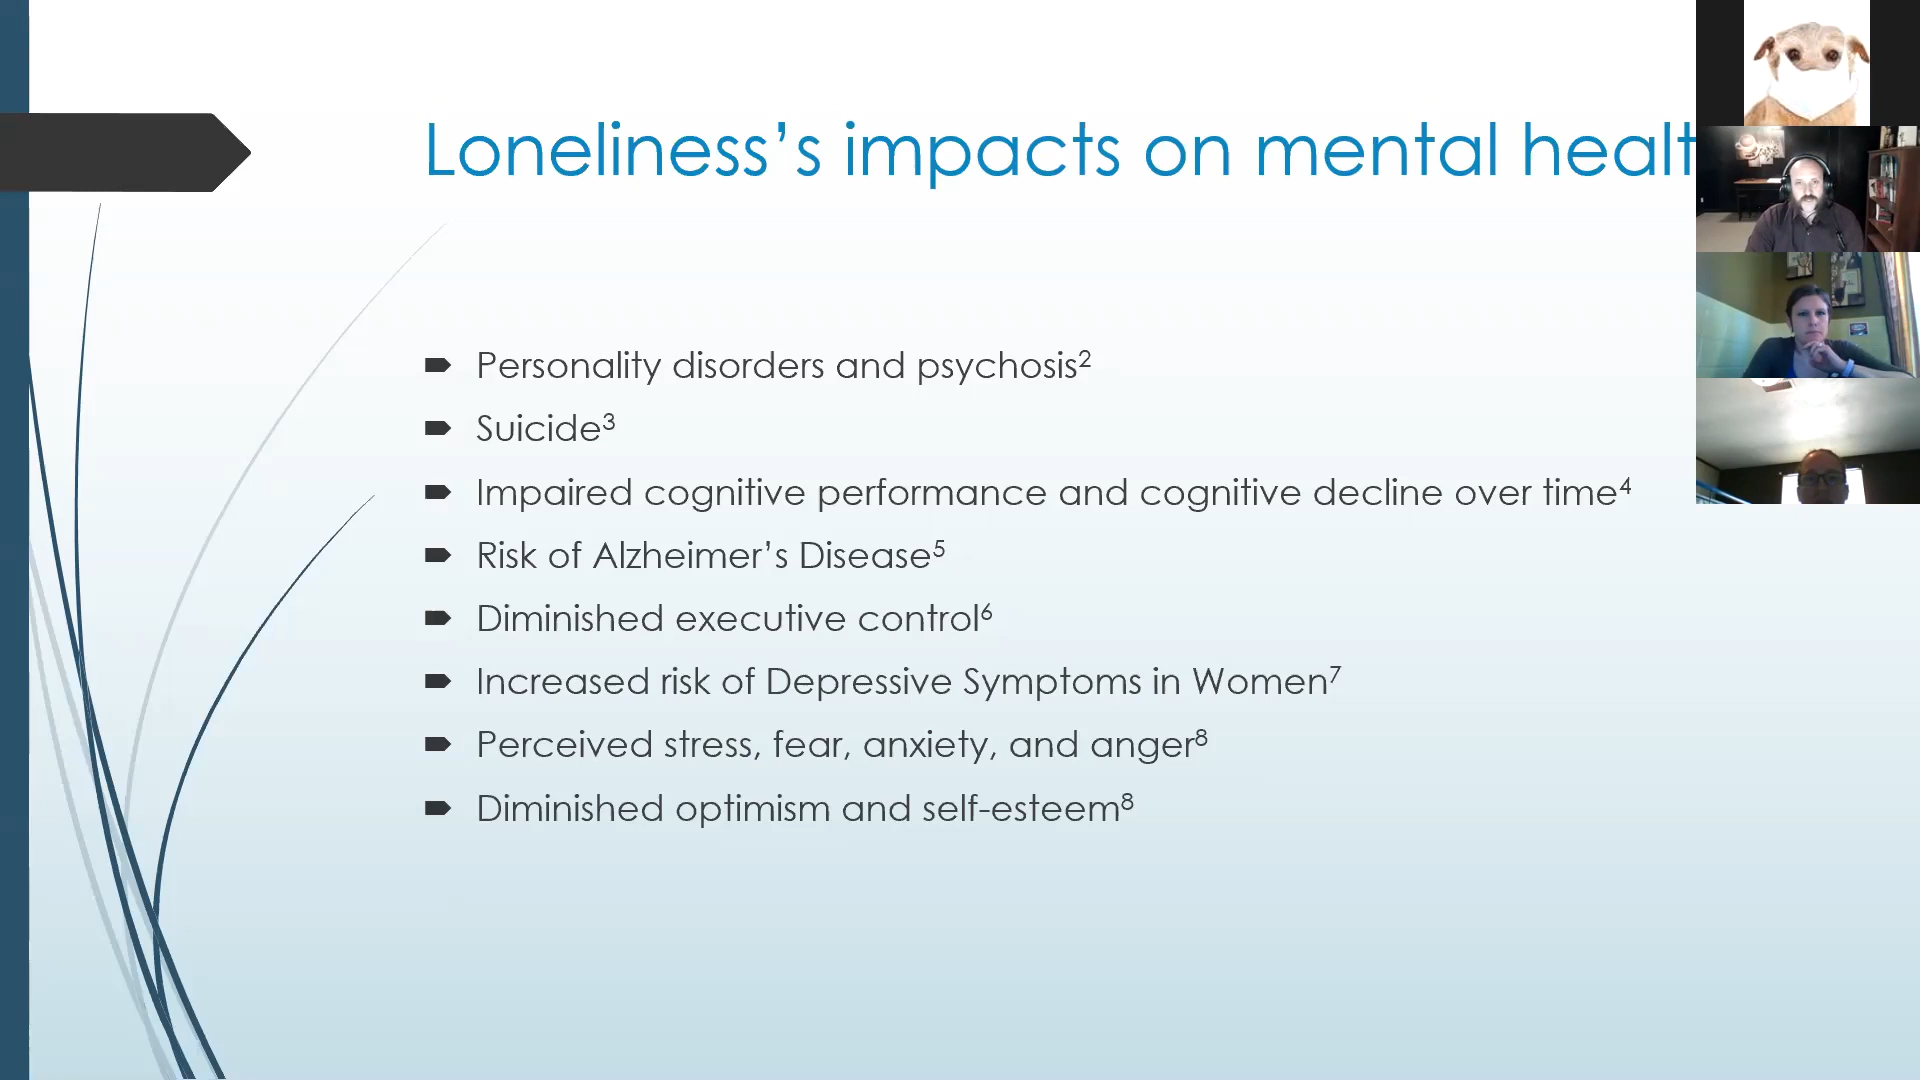 Loneliness’s impacts on mental healt
Personality disorders and psychosis²
Suicide³
Impaired cognitive performance and cognitive decline over time⁴
Risk of Alzheimer’s Disease⁵
Diminished executive control⁶
Increased risk of Depressive Symptoms in Women⁷
Perceived stress, fear, anxiety, and anger⁸
Diminished optimism and self-esteem⁸